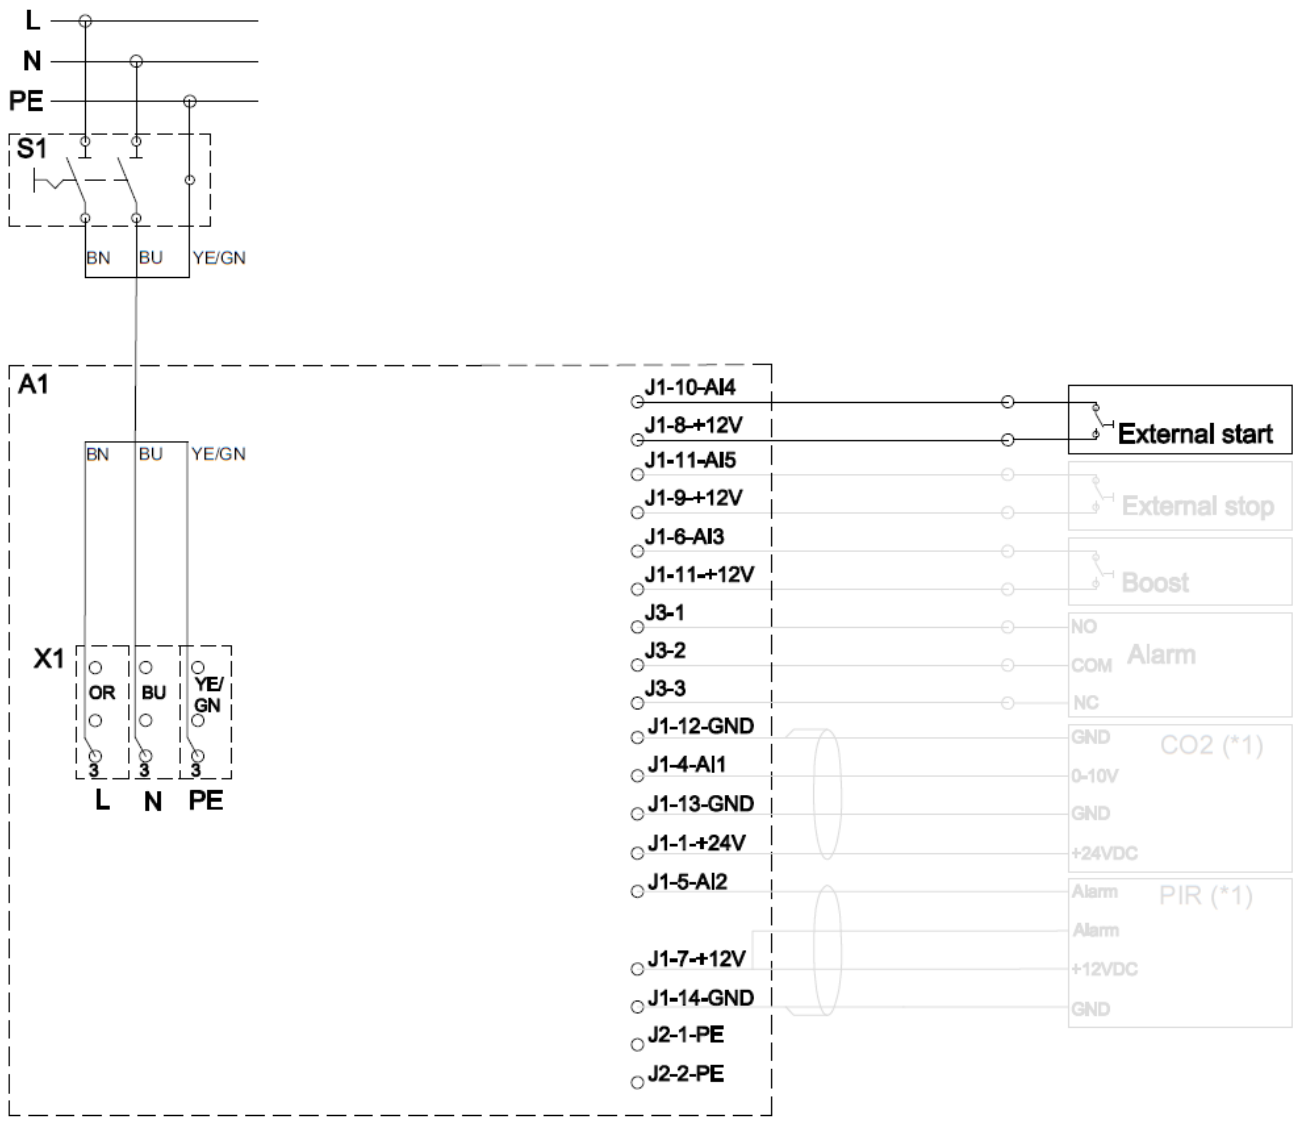 L
N
PE
S1
BN BU YE/GN
A1
J1-10-AI4
J1-8-+12V
External start
BN BU YE/GN
J1-11-AI5
J1-9-+12V
External stop
J1-6-AI3
J1-11-+12V
Boost
J3-1
NO
J3-2
COM
Alarm
J3-3
NC
X1
OR BU YE/
GN
3 3 3
L N PE
J1-12-GND
GND
CO2 (*1)
J1-4-AI1
0-10V
J1-13-GND
GND
J1-1-+24V
+24VDC
J1-5-AI2
Alarm
PIR (*1)
Alarm
J1-7-+12V
+12VDC
J1-14-GND
GND
J2-1-PE
J2-2-PE